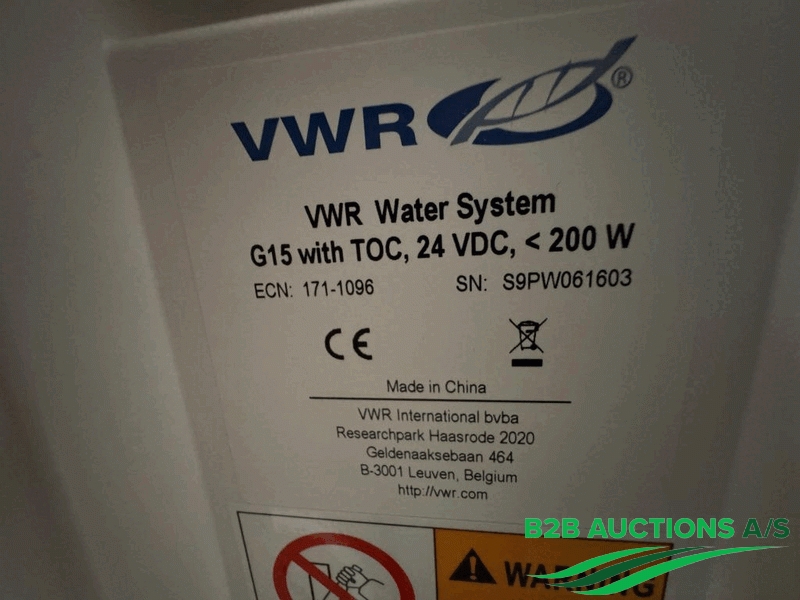 VWR ®
VWR Water System
G15 with TOC, 24 VDC, < 200 W
ECN: 171-1096 SN: S9PW061603
CE
Made in China
VWR International bvba
Researchpark Haasrode 2020
Geldenaaksebaan 464
B-3001 Leuven, Belgium
http://vwr.com
B2B AUCTIONS A/S
WARNING